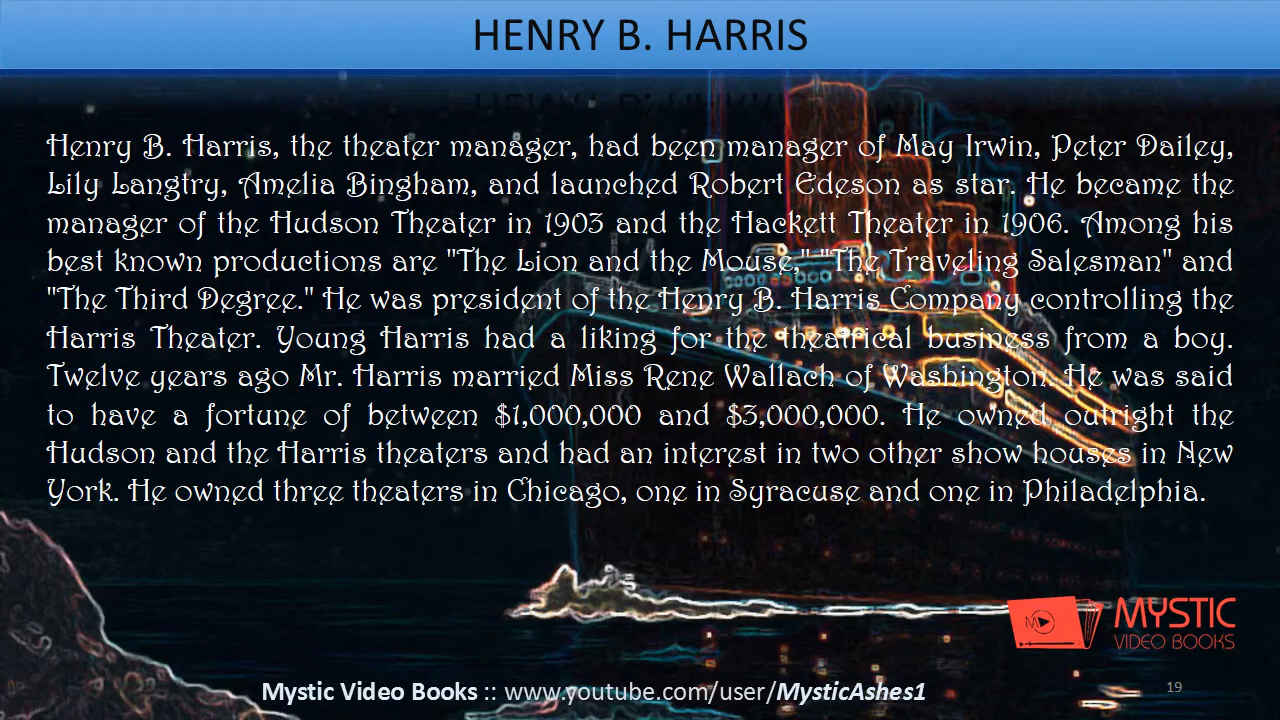 HENRY B. HARRIS
Henry B. Harris, the theater manager, had been manager of May Irwin, Peter Dailey,
Lily Langtry, Amelia Bingham, and launched Robert Edeson as star. He became the
manager of the Hudson Theater in 1903 and the Hackett Theater in 1906. Among his
best known productions are "The Lion and the Mouse," "The Traveling Salesman" and
"The Third Degree." He was president of the Henry B. Harris Company controlling the
Harris Theater. Young Harris had a liking for the theatrical business from a boy.
Twelve years ago Mr. Harris married Miss Rene Wallach of Washington. He was said
to have a fortune of between $1,000,000 and $3,000,000. He owned outright the
Hudson and the Harris theaters and had an interest in two other show houses in New
York. He owned three theaters in Chicago, one in Syracuse and one in Philadelphia.
MYSTIC
VIDEO BOOKS
Mystic Video Books :: www.youtube.com/user/MysticAshes1
19